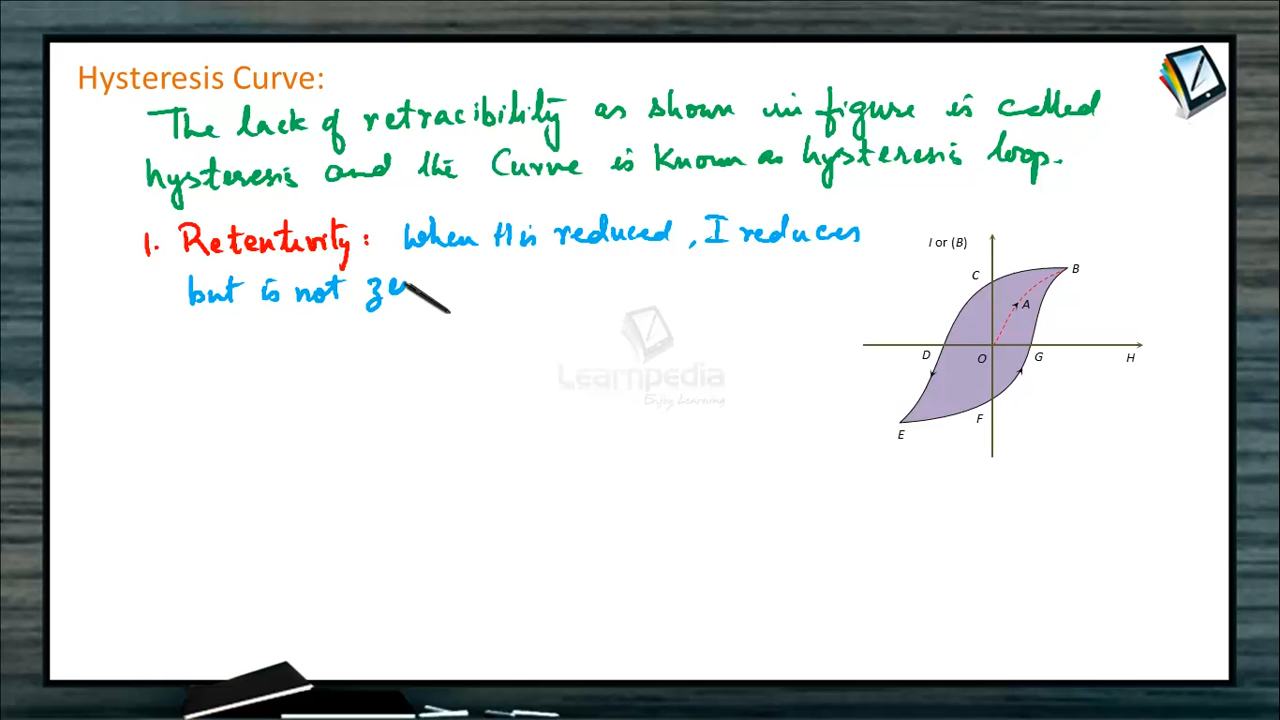 Hysteresis Curve:
The lack of retracibility as shown in figure is called
hysteresis and the Curve is known as hysteresis loop.
1. Retentivity: When H is reduced, I reduces
but is not ze
I or (B)
C
B
A
D
O
G
H
F
E
Learnpedia
Enjoy Learning